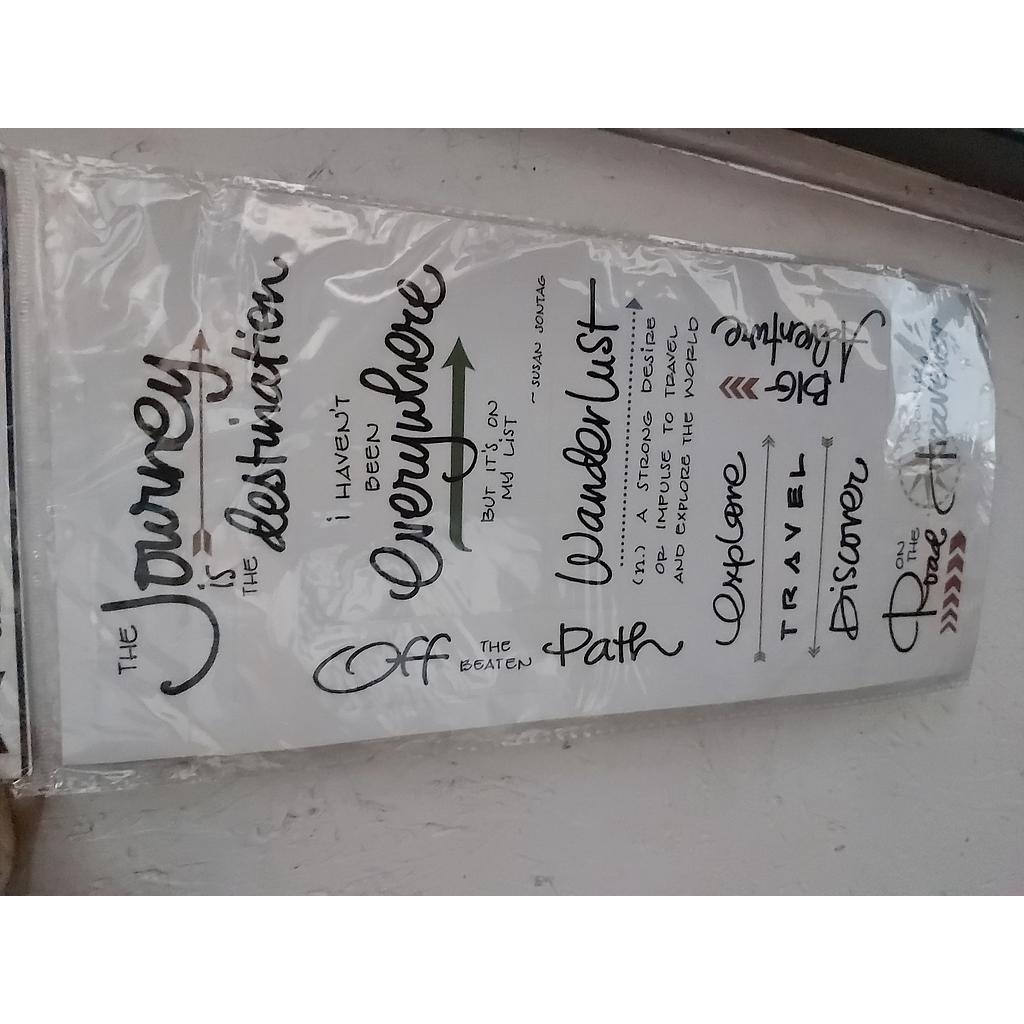 THE
Journey
is
THE
destination
i HAVEN'T
BEEN
everywhere
BUT IT'S ON
MY LIST
- SUSAN SONTAG
Off
THE
BEATEN
Path
Wanderlust
(n.) A STRONG DESIRE
OR IMPULSE TO TRAVEL
AND EXPLORE THE WORLD
explore
TRAVEL
Discover
BIG
Adventure
ON THE
Road